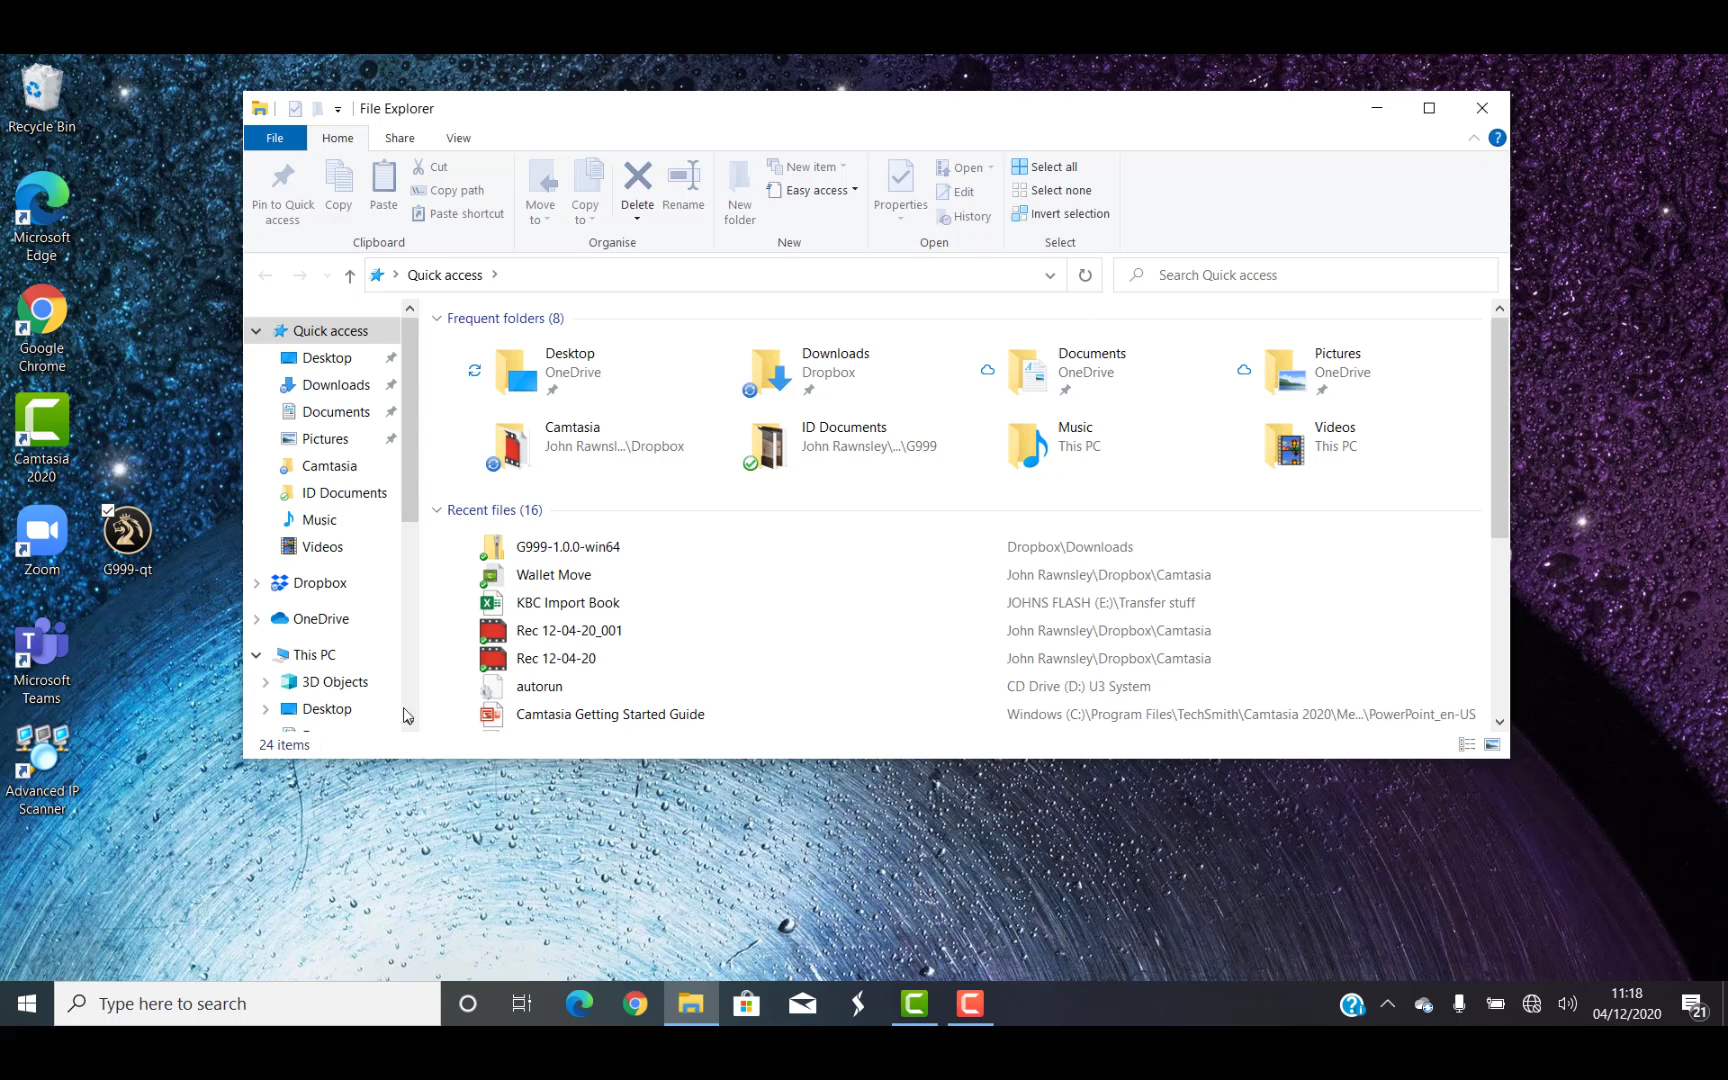 Recycle Bin
Microsoft
Edge
Google
Chrome
Camtasia
2020
Zoom
G999-qt
Microsoft
Teams
Advanced IP
Scanner
File Explorer
File
Home
Share
View
Pin to Quick
access
Copy
Paste
Cut
Copy path
Paste shortcut
Clipboard
Move
to
Copy
to
Delete
Rename
Organise
New
folder
New item
Easy access
New
Properties
Open
Edit
History
Open
Select all
Select none
Invert selection
Select
Quick access
Search Quick access
Quick access
Desktop
Downloads
Documents
Pictures
Camtasia
ID Documents
Music
Videos
Dropbox
OneDrive
This PC
3D Objects
Desktop
Frequent folders (8)
Desktop
OneDrive
Downloads
Dropbox
Documents
OneDrive
Pictures
OneDrive
Camtasia
John Rawnsl...\Dropbox
ID Documents
John Rawnsley\...\G999
Music
This PC
Videos
This PC
Recent files (16)
G999-1.0.0-win64 Dropbox\Downloads
Wallet Move John Rawnsley\Dropbox\Camtasia
KBC Import Book JOHNS FLASH (E:)\Transfer stuff
Rec 12-04-20_001 John Rawnsley\Dropbox\Camtasia
Rec 12-04-20 John Rawnsley\Dropbox\Camtasia
autorun CD Drive (D:) U3 System
Camtasia Getting Started Guide Windows (C:)\Program Files\TechSmith\Camtasia 2020\Me...\PowerPoint_en-US
24 items
Type here to search
11:18
04/12/2020
21